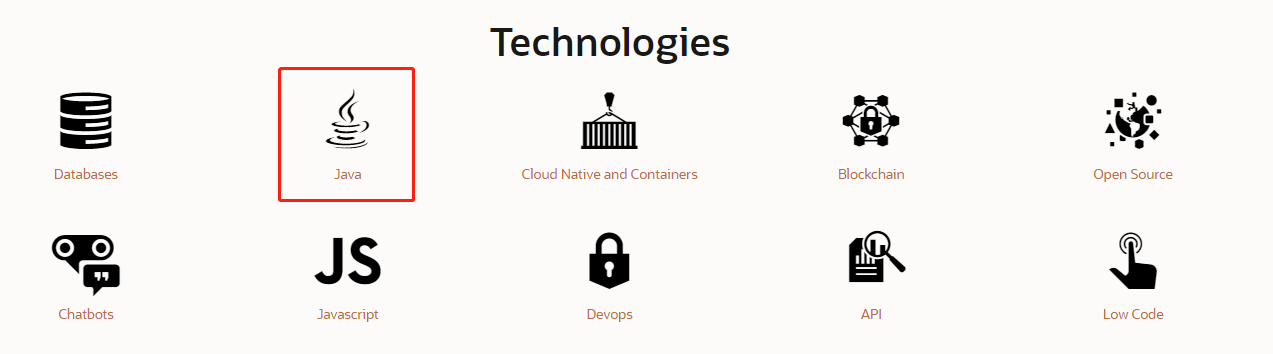 Technologies
Databases
Java
Cloud Native and Containers
Blockchain
Open Source
JS
Chatbots
Javascript
Devops
API
Low Code